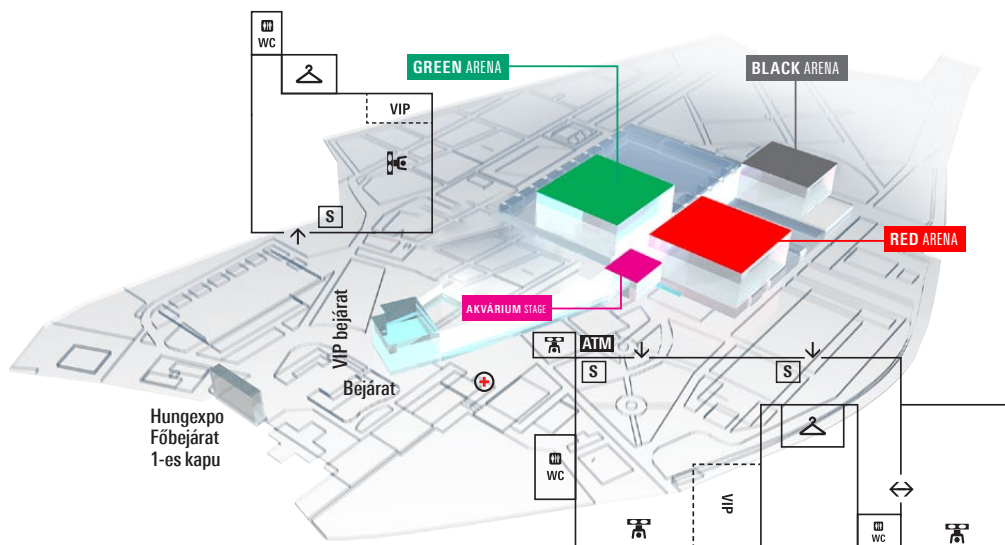 WC
GREEN ARENA
BLACK ARENA
VIP
S
RED ARENA
AKVÁRIUM STAGE
VIP bejárat
Bejárat
ATM
S
S
Hungexpo
Főbejárat
1-es kapu
WC
VIP
WC